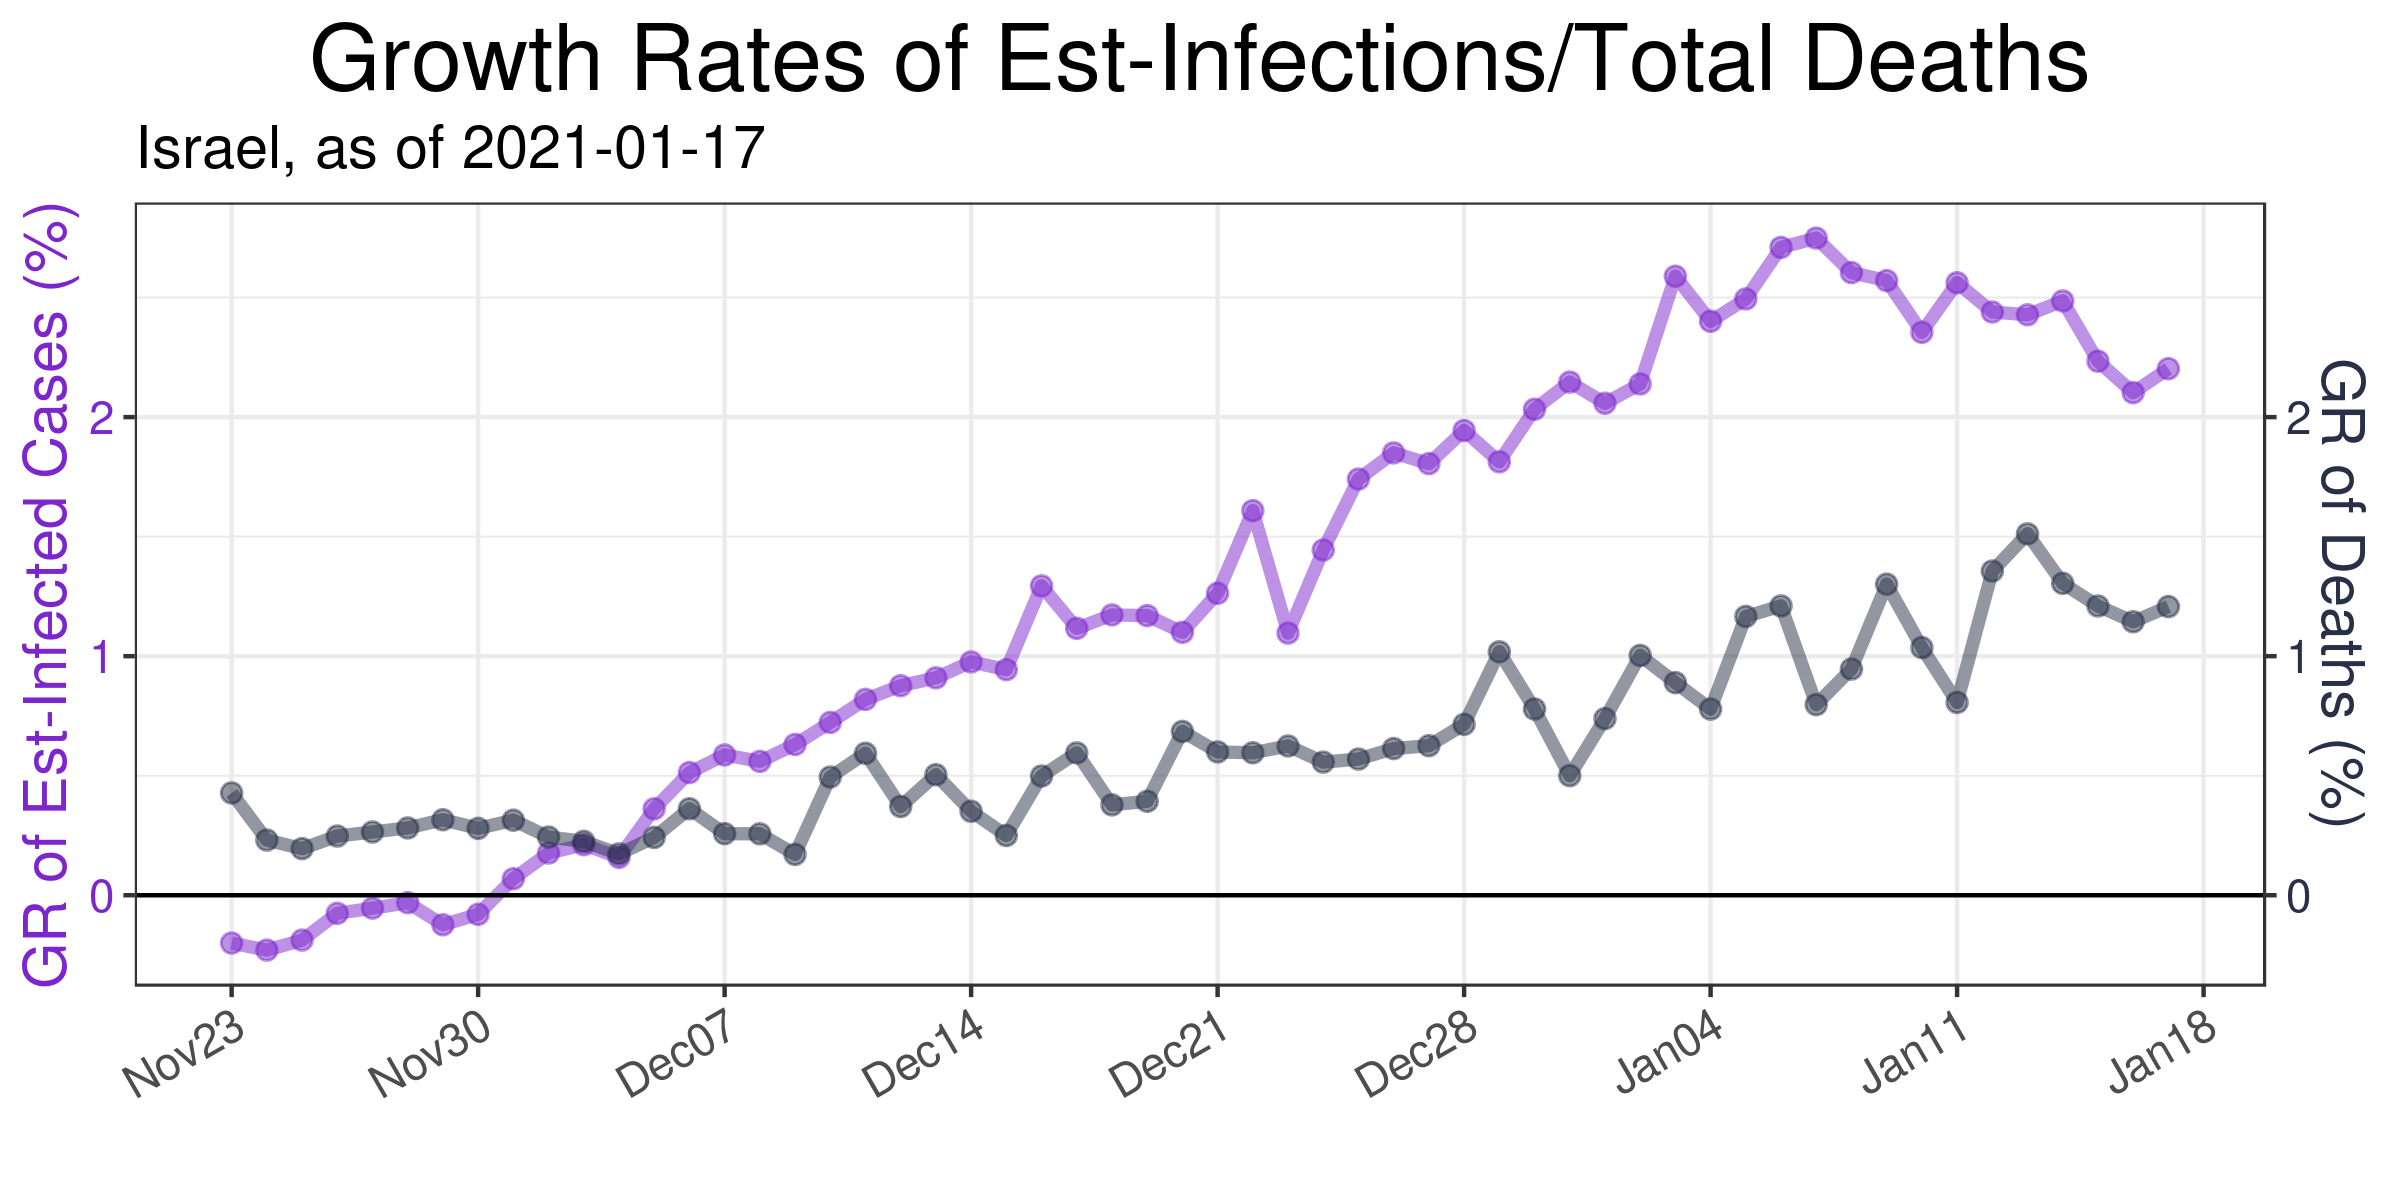 Growth Rates of Est-Infections/Total Deaths
Israel, as of 2021-01-17
GR of Est-Infected Cases (%)
2
1
0
2
1
0
GR of Deaths (%)
Nov23
Nov30
Dec07
Dec14
Dec21
Dec28
Jan04
Jan11
Jan18